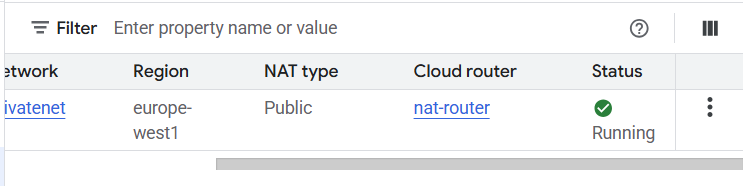 Filter Enter property name or value
etwork Region NAT type Cloud router Status
ivatenet europe-west1 Public nat-router Running